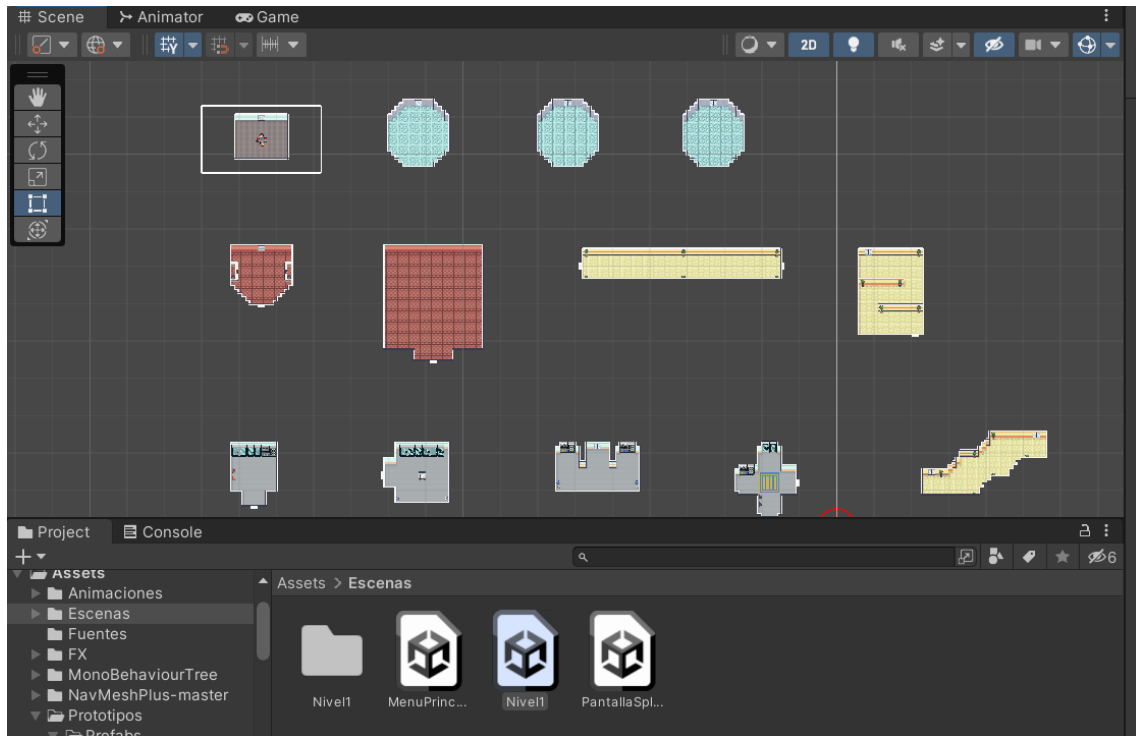 Scene Animator Game
2D
Project Console
6
Assets
Animaciones
Escenas
Fuentes
FX
MonoBehaviourTree
NavMeshPlus-master
Prototipos
Prefabs
Assets > Escenas
Nivel1 MenuPrinc... Nivel1 PantallaSpl...